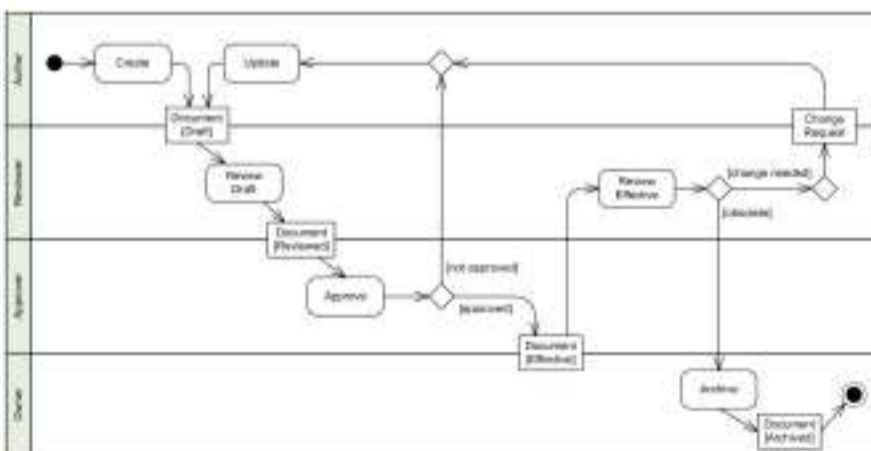 Author
Create
Update
Document
[Draft]
Change
Request
Reviewer
Review
Draft
Review
Effective
[change needed]
[obsolete]
Document
[Reviewed]
Approver
Approve
[not approved]
[approved]
Document
[Effective]
Owner
Archive
Document
[Archived]